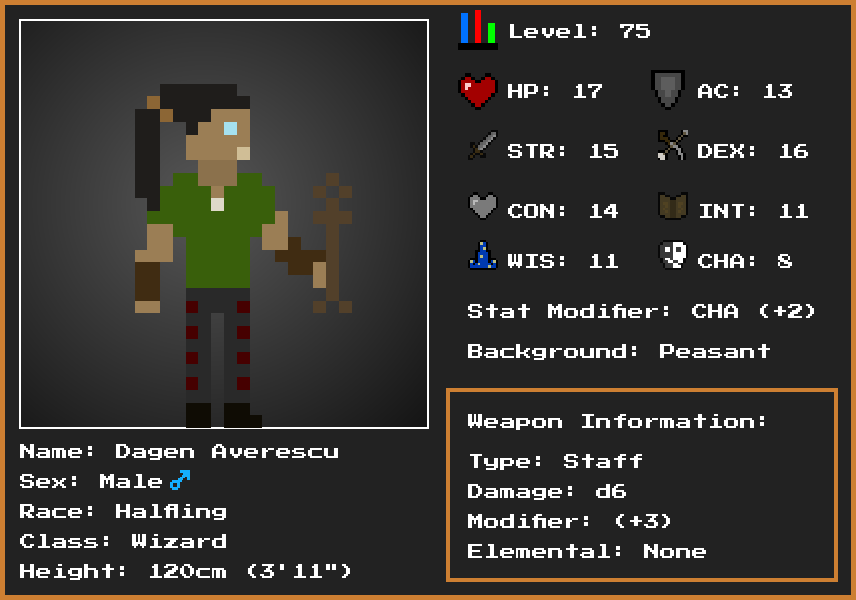 Level: 75
HP: 17 AC: 13
STR: 15 DEX: 16
CON: 14 INT: 11
WIS: 11 CHA: 8
Stat Modifier: CHA (+2)
Background: Peasant
Weapon Information:
Type: Staff
Damage: d6
Modifier: (+3)
Elemental: None
Name: Dagen Averescu
Sex: Male♂
Race: Halfling
Class: Wizard
Height: 120cm (3'11")